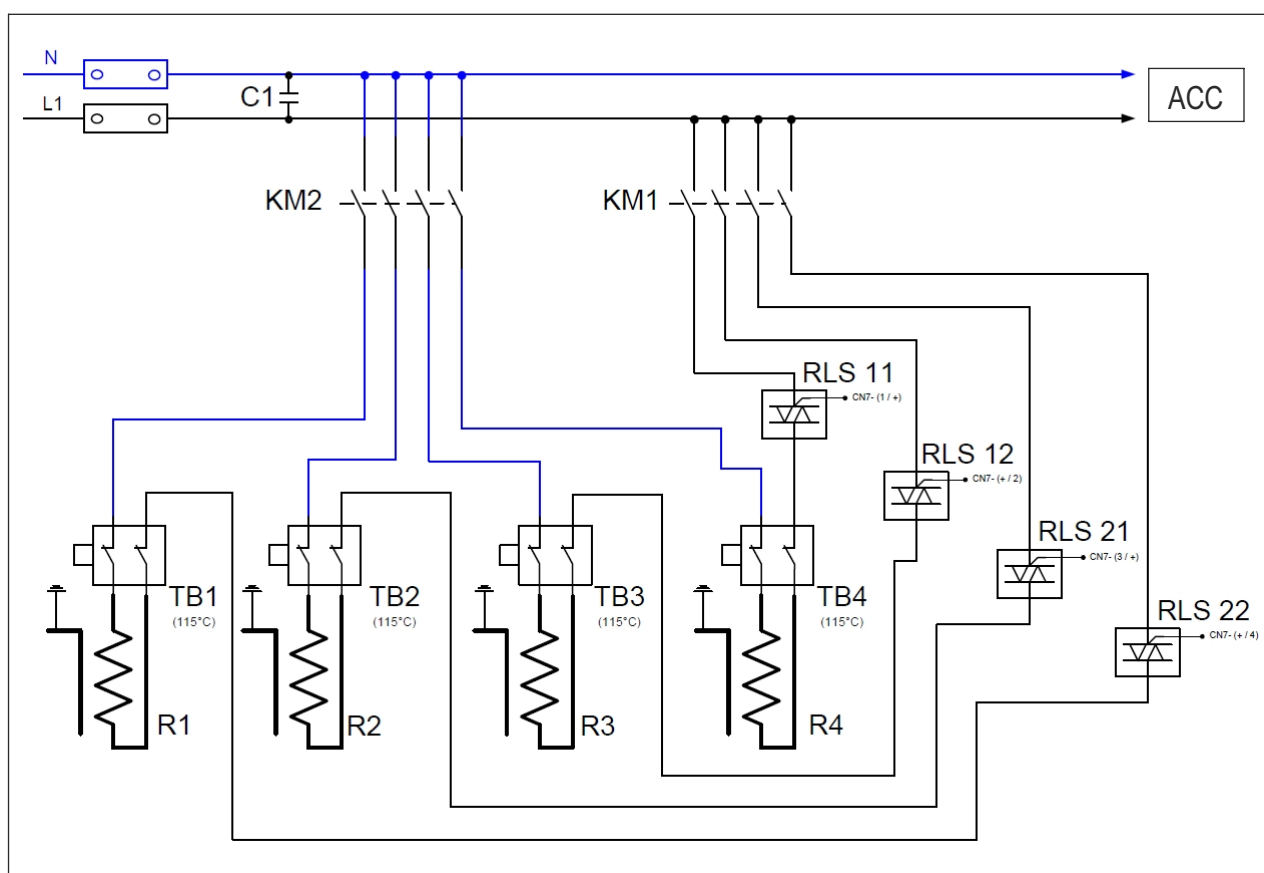 N
L1
C1
ACC
KM2
KM1
RLS 11
CN7- (1 / +)
RLS 12
CN7- (+ / 2)
RLS 21
CN7- (3 / +)
RLS 22
CN7- (+ / 4)
TB1
(115°C)
TB2
(115°C)
TB3
(115°C)
TB4
(115°C)
R1
R2
R3
R4